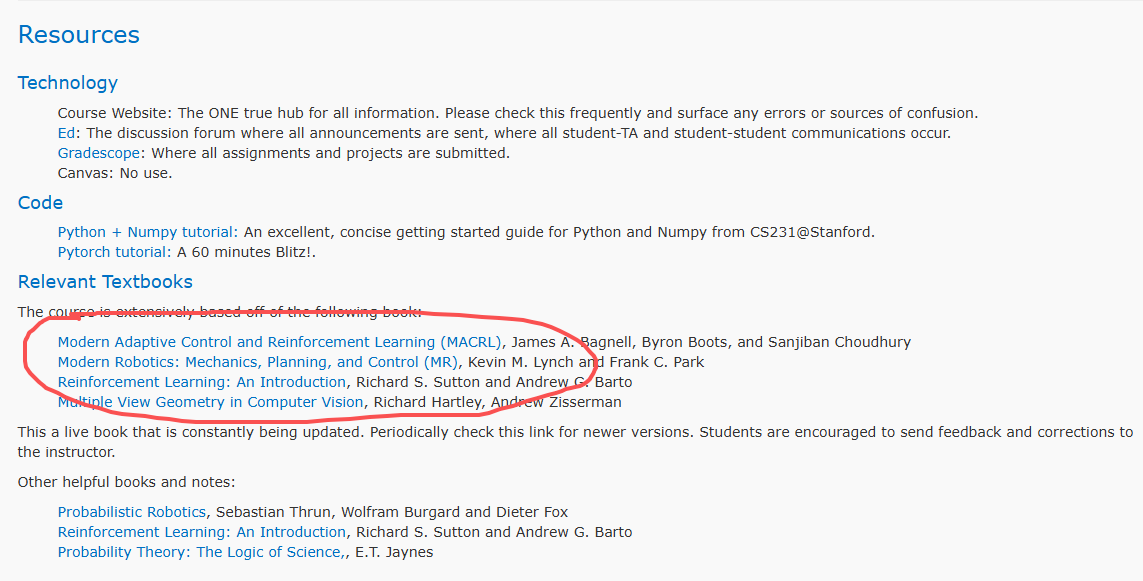 Resources
Technology
Course Website: The ONE true hub for all information. Please check this frequently and surface any errors or sources of confusion.
Ed: The discussion forum where all announcements are sent, where all student-TA and student-student communications occur.
Gradescope: Where all assignments and projects are submitted.
Canvas: No use.
Code
Python + Numpy tutorial: An excellent, concise getting started guide for Python and Numpy from CS231@Stanford.
Pytorch tutorial: A 60 minutes Blitz!.
Relevant Textbooks
The course is extensively based off of the following book:
Modern Adaptive Control and Reinforcement Learning (MACRL), James A. Bagnell, Byron Boots, and Sanjiban Choudhury
Modern Robotics: Mechanics, Planning, and Control (MR), Kevin M. Lynch and Frank C. Park
Reinforcement Learning: An Introduction, Richard S. Sutton and Andrew G. Barto
Multiple View Geometry in Computer Vision, Richard Hartley, Andrew Zisserman
This a live book that is constantly being updated. Periodically check this link for newer versions. Students are encouraged to send feedback and corrections to
the instructor.
Other helpful books and notes:
Probabilistic Robotics, Sebastian Thrun, Wolfram Burgard and Dieter Fox
Reinforcement Learning: An Introduction, Richard S. Sutton and Andrew G. Barto
Probability Theory: The Logic of Science,, E.T. Jaynes